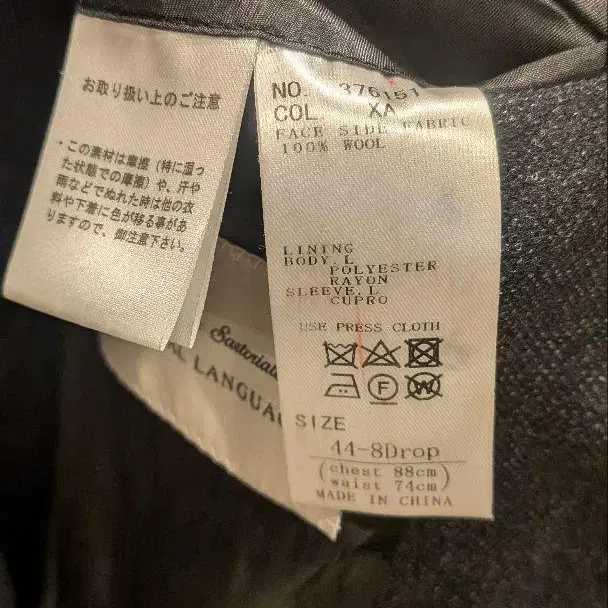 お取り扱い上のご注意
・この素材は摩擦（特に湿っ
た状態での摩擦）や、汗や
雨などでぬれた時は他の衣
料や下着に色が移る事があ
りますので、御注意下さい。
NO. 376151
COL. XA
FACE SIDE FABRIC
100% WOOL
LINING
BODY.L
POLYESTER
RAYON
SLEEVE.L
CUPRO
USE PRESS CLOTH
SIZE
44-8Drop
(chest 88cm)
(waist 74cm)
MADE IN CHINA
LANGUA